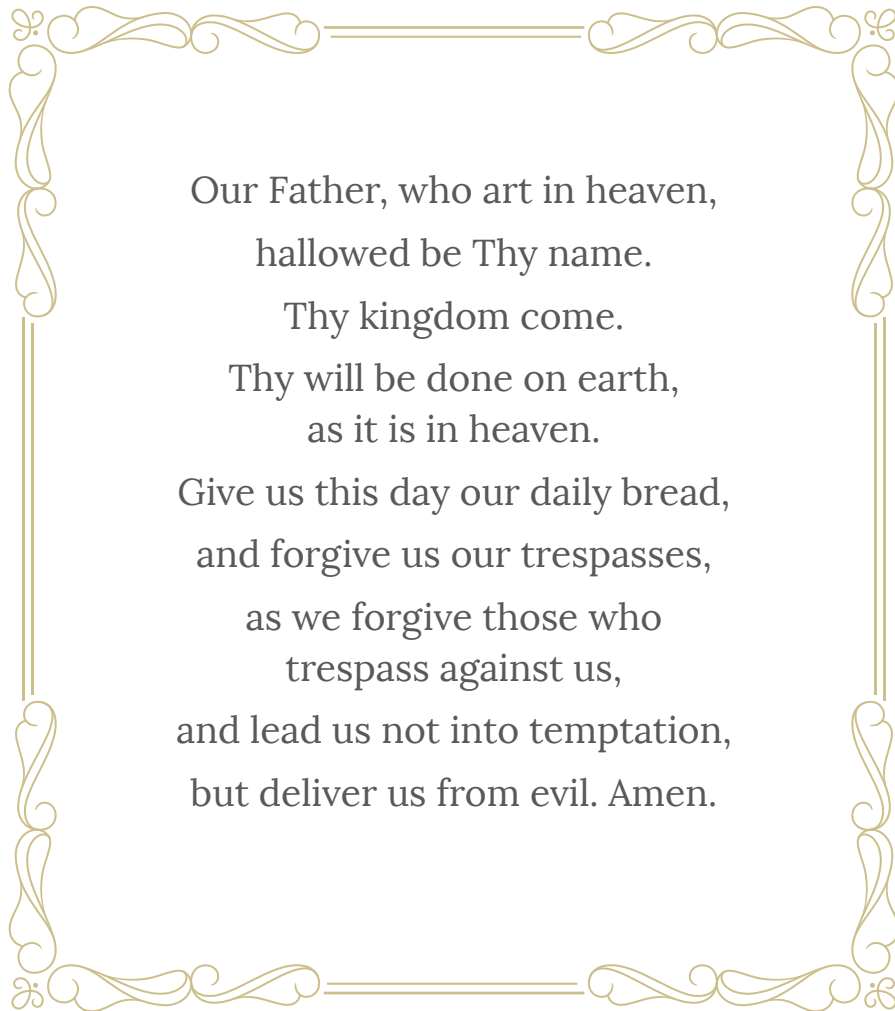 Our Father, who art in heaven,
hallowed be Thy name.
Thy kingdom come.
Thy will be done on earth,
as it is in heaven.
Give us this day our daily bread,
and forgive us our trespasses,
as we forgive those who
trespass against us,
and lead us not into temptation,
but deliver us from evil. Amen.